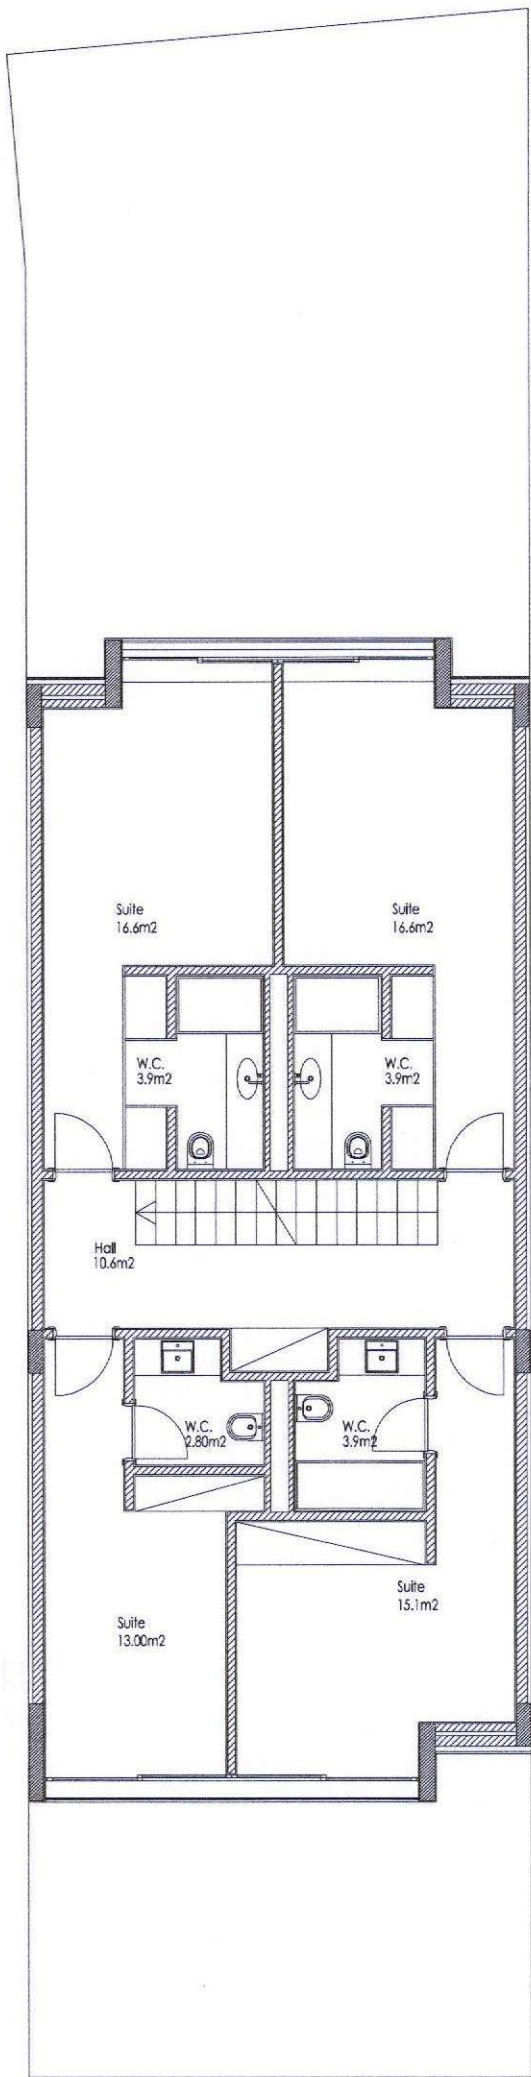 Suite
16.6m2
Suite
16.6m2
W.C.
3.9m2
W.C.
3.9m2
Hall
10.6m2
W.C.
2.80m2
W.C.
3.9m2
Suite
15.1m2
Suite
13.00m2